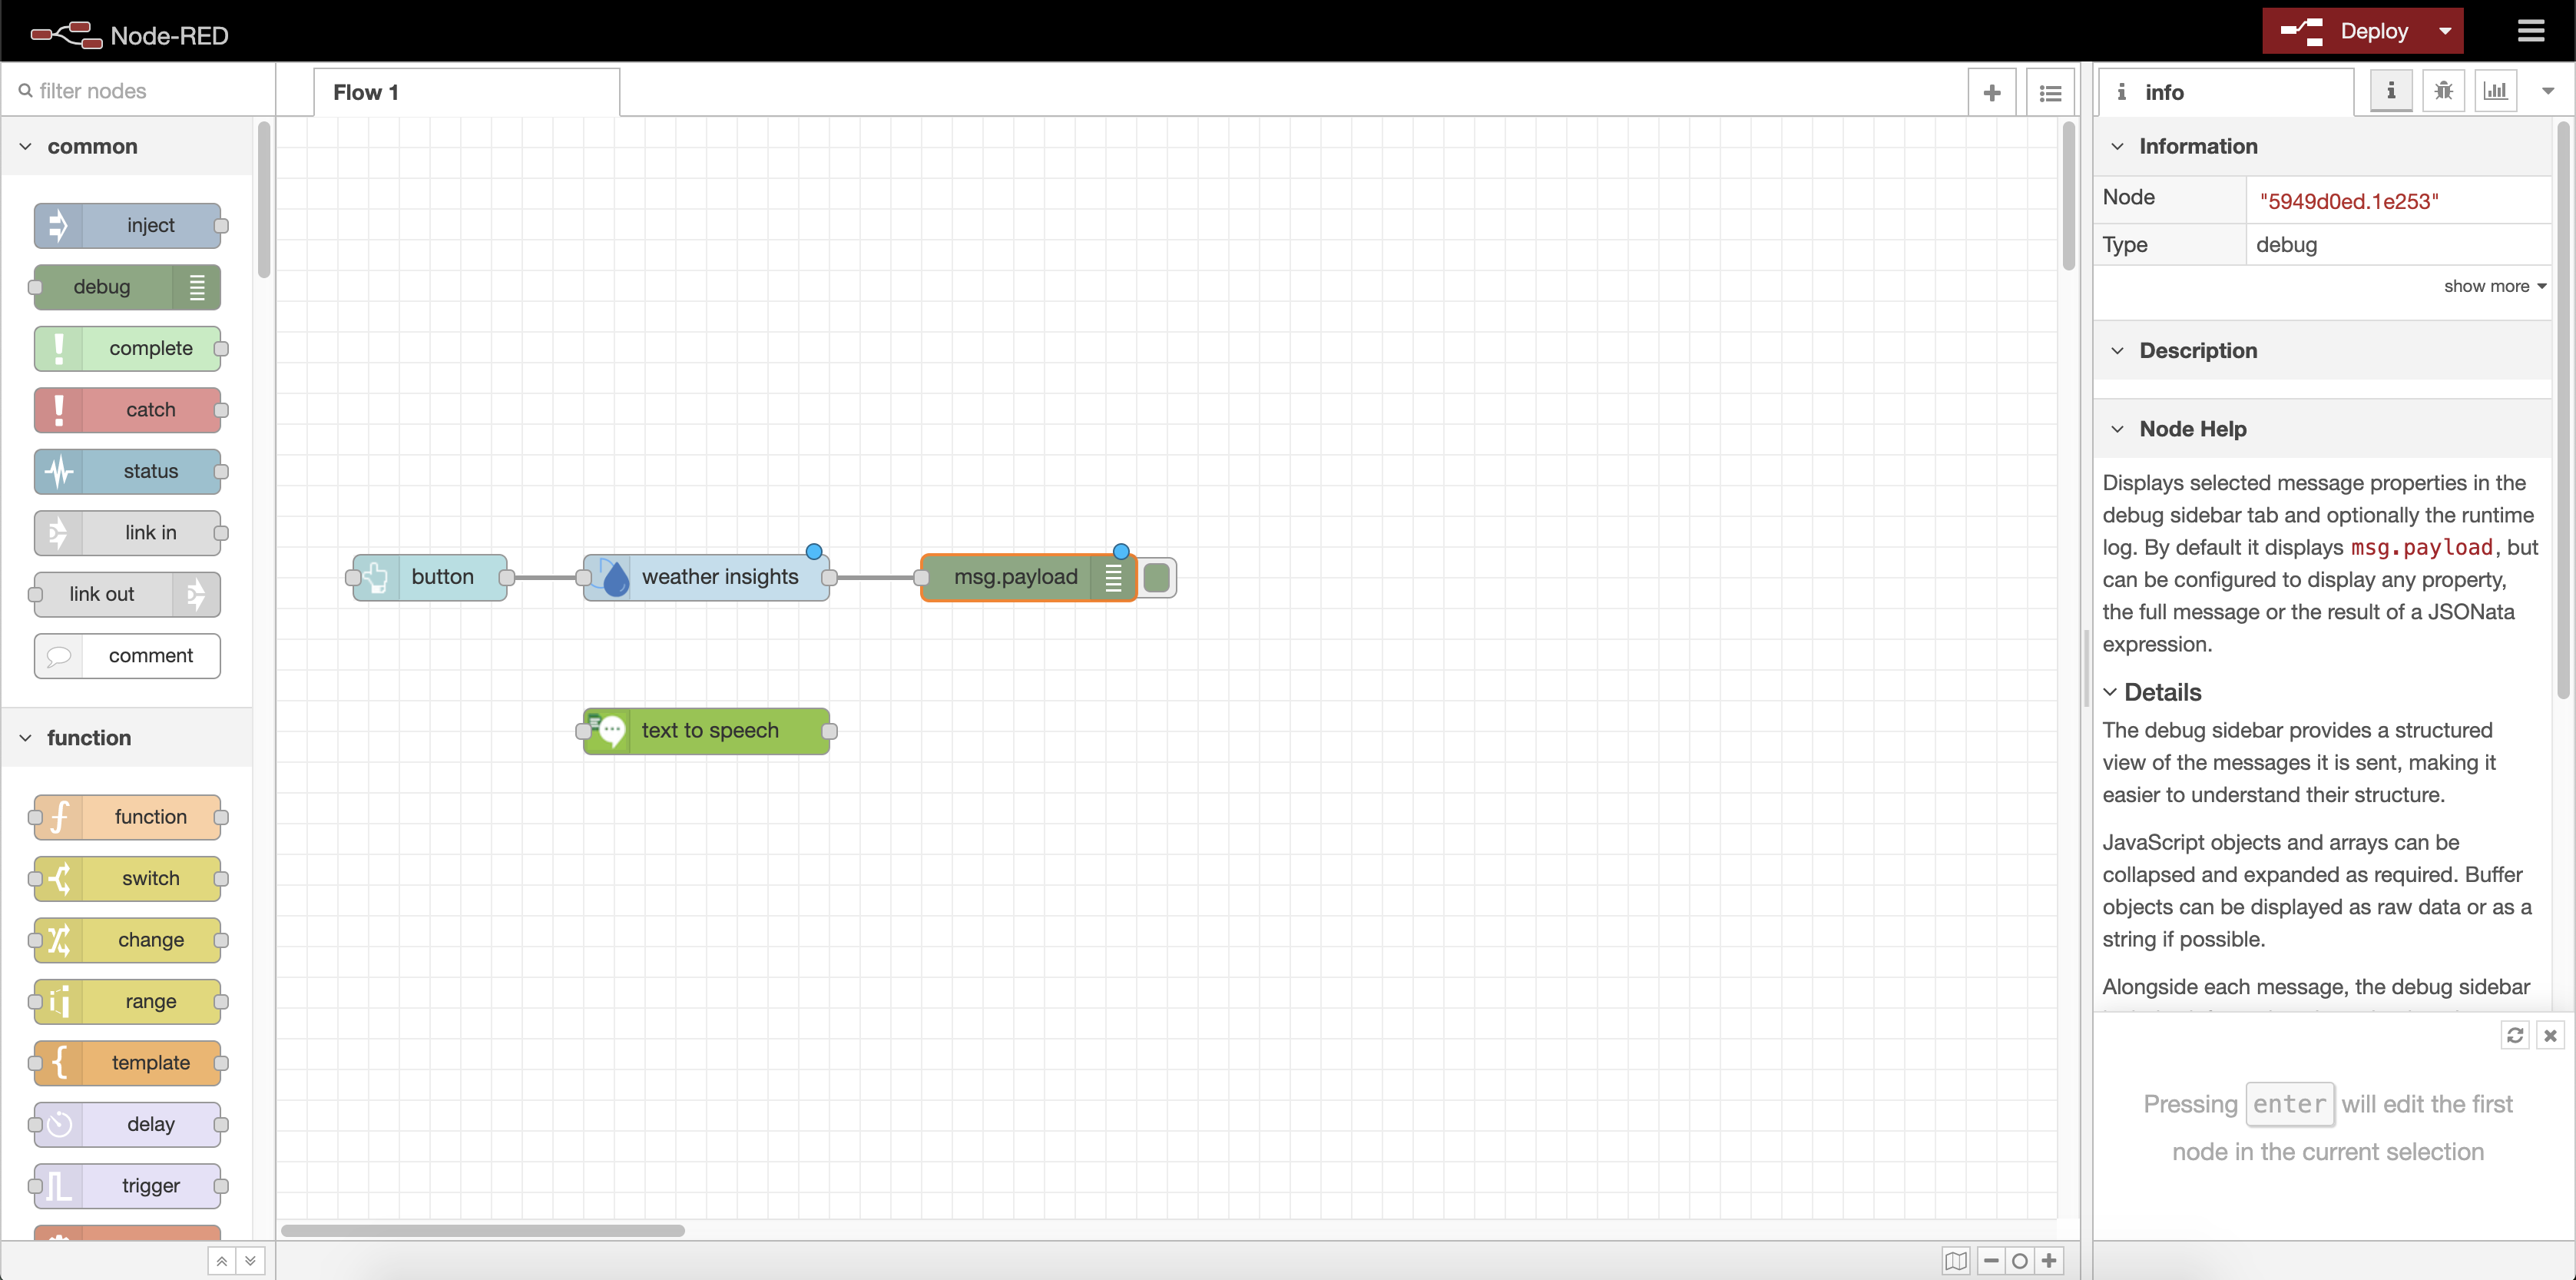 Node-RED
Deploy
filter nodes
Flow 1
info
common
inject
debug
complete
catch
status
link in
link out
comment
function
function
switch
change
range
template
delay
trigger
button
weather insights
msg.payload
text to speech
Information
Node "5949d0ed.1e253"
Type debug
show more
Description
Node Help
Displays selected message properties in the
debug sidebar tab and optionally the runtime
log. By default it displays msg.payload, but
can be configured to display any property,
the full message or the result of a JSONata
expression.
Details
The debug sidebar provides a structured
view of the messages it is sent, making it
easier to understand their structure.
JavaScript objects and arrays can be
collapsed and expanded as required. Buffer
objects can be displayed as raw data or as a
string if possible.
Alongside each message, the debug sidebar
Pressing enter will edit the first
node in the current selection